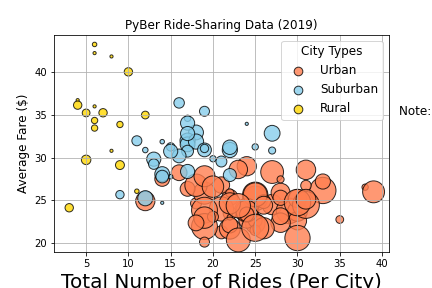 PyBer Ride-Sharing Data (2019)
City Types
Urban
Suburban
Rural
Note:
Average Fare ($)
40
35
30
25
20
5
10
15
20
25
30
35
40
Total Number of Rides (Per City)